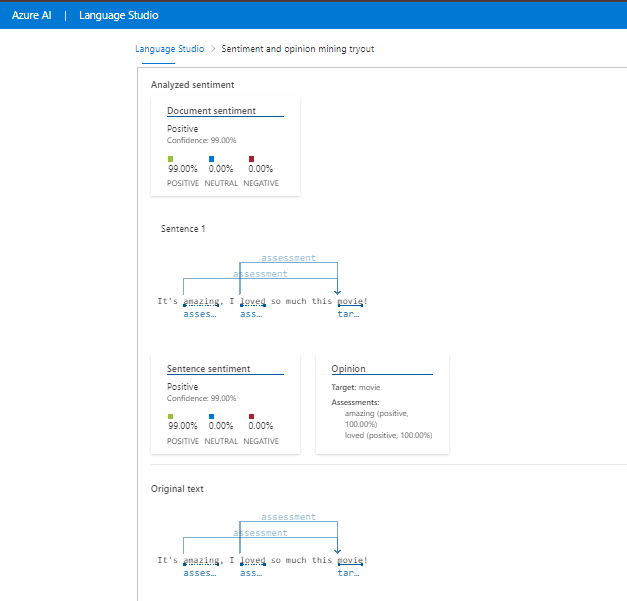 Azure AI | Language Studio
Language Studio > Sentiment and opinion mining tryout
Analyzed sentiment
Document sentiment
Positive
Confidence: 99.00%
99.00% 0.00% 0.00%
POSITIVE NEUTRAL NEGATIVE
Sentence 1
assessment
assessment
It's amazing, I loved so much this movie!
asses… ass… tar…
Sentence sentiment
Positive
Confidence: 99.00%
99.00% 0.00% 0.00%
POSITIVE NEUTRAL NEGATIVE
Opinion
Target: movie
Assessments:
amazing (positive,
100.00%)
loved (positive, 100.00%)
Original text
assessment
assessment
It's amazing, I loved so much this movie!
asses… ass… tar…